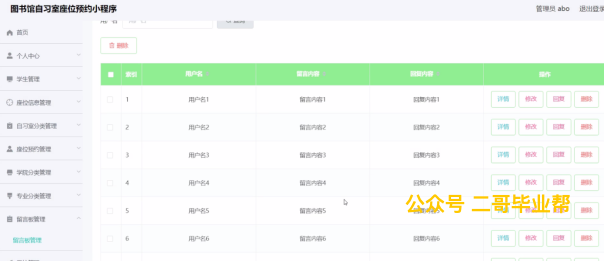 图书馆自习室座位预约小程序
管理员 abo 退出登录
首页
个人中心
学生管理
座位信息管理
自习室分类管理
座位预约管理
学院分类管理
专业分类管理
留言板管理
留言板管理
删除
索引 用户名 留言内容 回复内容 操作
1 用户名1 留言内容1 回复内容1 详情 修改 回复 删除
2 用户名2 留言内容2 回复内容2 详情 修改 回复 删除
3 用户名3 留言内容3 回复内容3 详情 修改 回复 删除
4 用户名4 留言内容4 回复内容4 详情 修改 回复 删除
公众号 二哥毕业帮
5 用户名5 留言内容5 回复内容5 详情 修改 回复 删除
6 用户名6 留言内容6 回复内容6 详情 修改 回复 删除